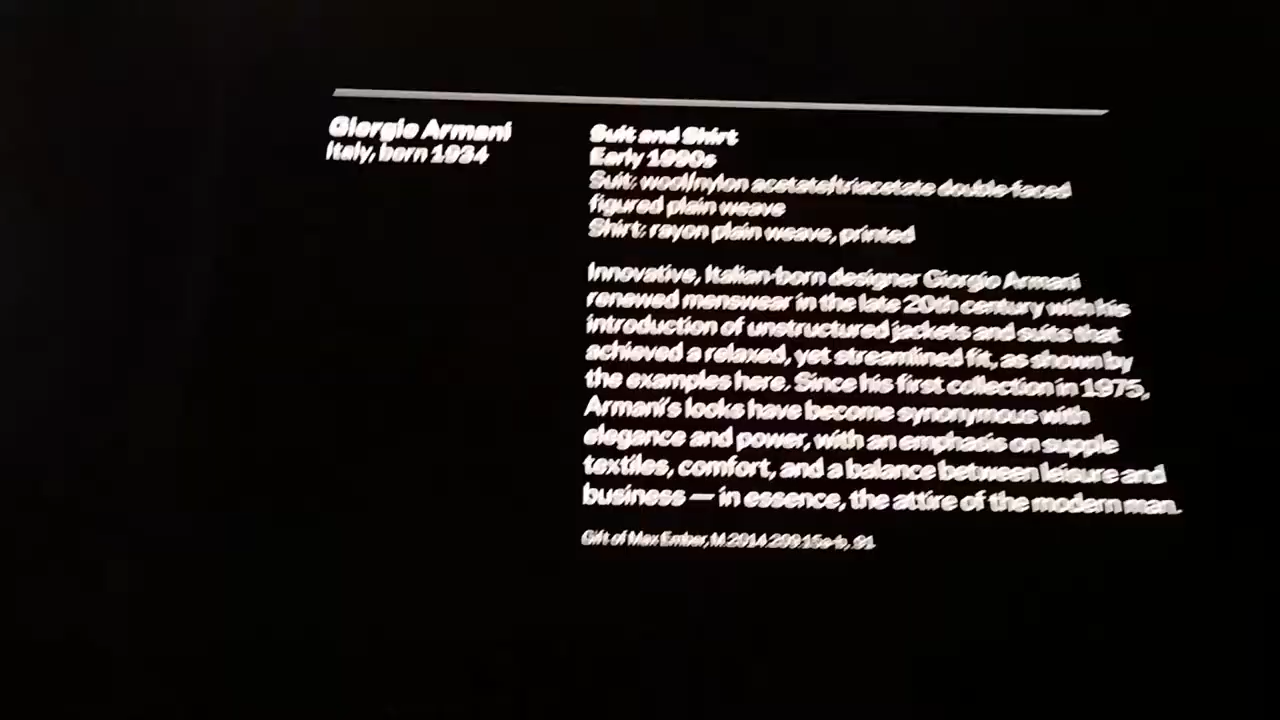 Giorgio Armani
Italy, born 1934
Suit and Shirt
Early 1990s
Suit: wool/nylon acetate/triacetate double-faced
figured plain weave
Shirt: rayon plain weave, printed
Innovative, Italian-born designer Giorgio Armani
renewed menswear in the late 20th century with his
introduction of unstructured jackets and suits that
achieved a relaxed, yet streamlined fit, as shown by
the examples here. Since his first collection in 1975,
Armani's looks have become synonymous with
elegance and power, with an emphasis on supple
textiles, comfort, and a balance between leisure and
business — in essence, the attire of the modern man.
Gift of Max Ember, M.2014.209.15a-b, .91